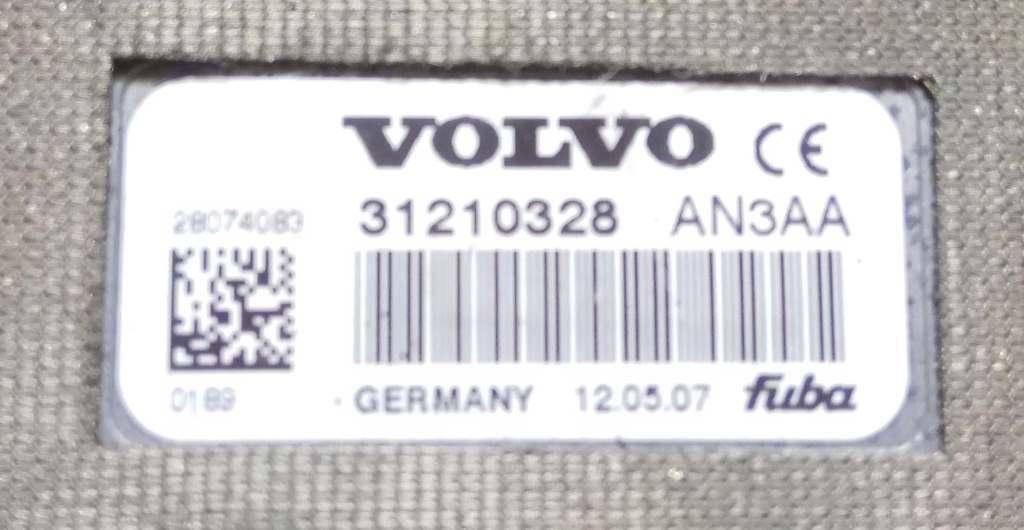 VOLVO CE
28074083 31210328 AN3AA
0189 GERMANY 12.05.07 fuba